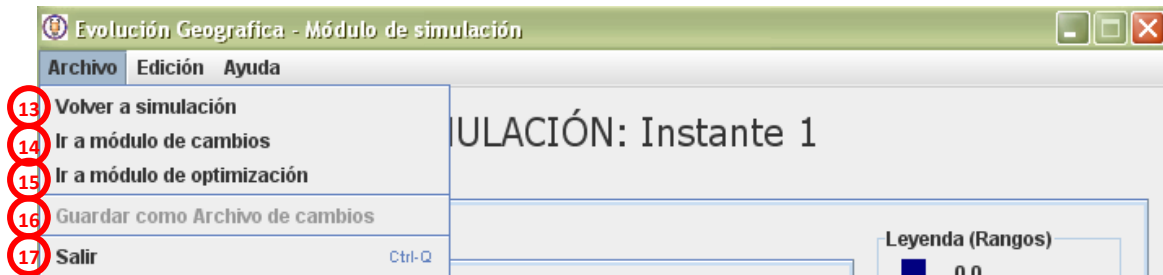 Evolución Geografica - Módulo de simulación
Archivo Edición Ayuda
13 Volver a simulación
14 Ir a módulo de cambios
15 Ir a módulo de optimización
16 Guardar como Archivo de cambios
17 Salir Ctrl-Q
ULACIÓN: Instante 1
Leyenda (Rangos)
0.0